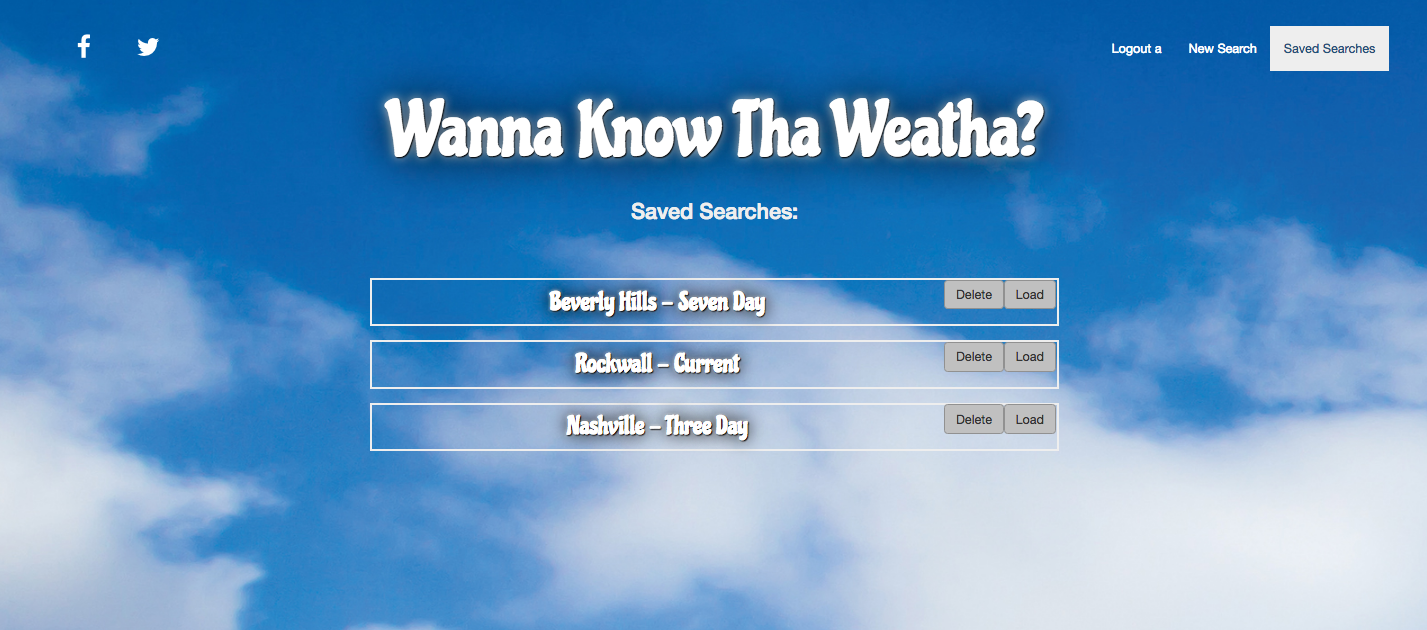 Logout a New Search Saved Searches
Wanna Know Tha Weatha?
Saved Searches:
Beverly Hills – Seven Day Delete Load
Rockwall – Current Delete Load
Nashville – Three Day Delete Load